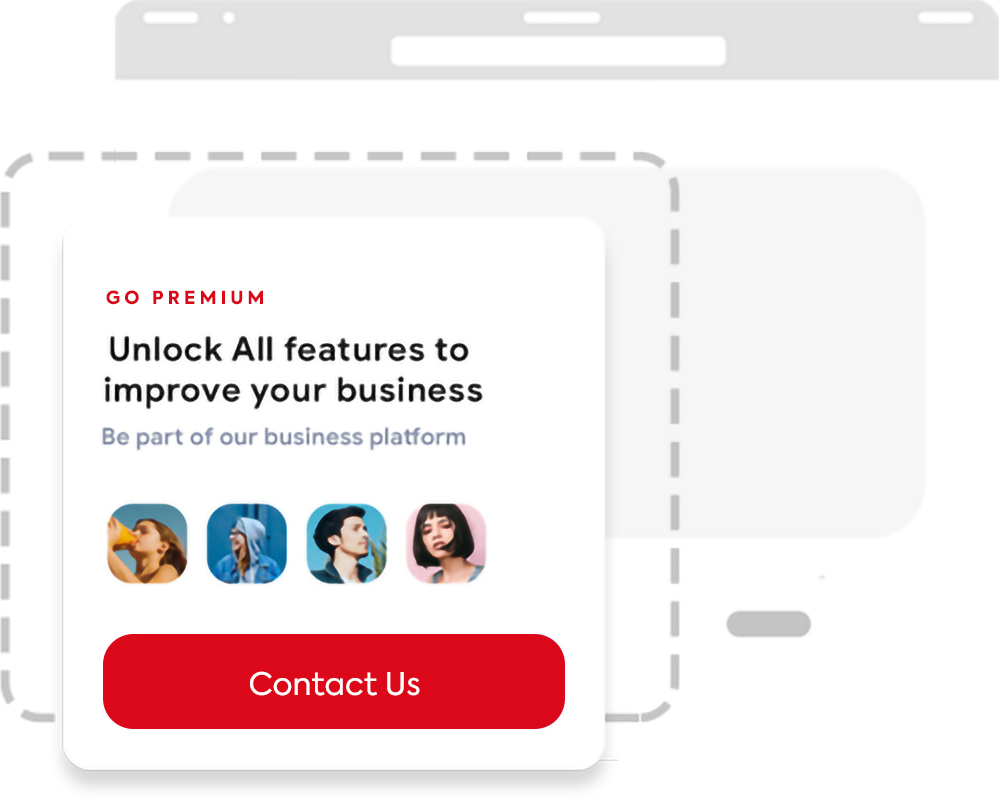 GO PREMIUM
Unlock All features to
improve your business
Be part of our business platform
Contact Us